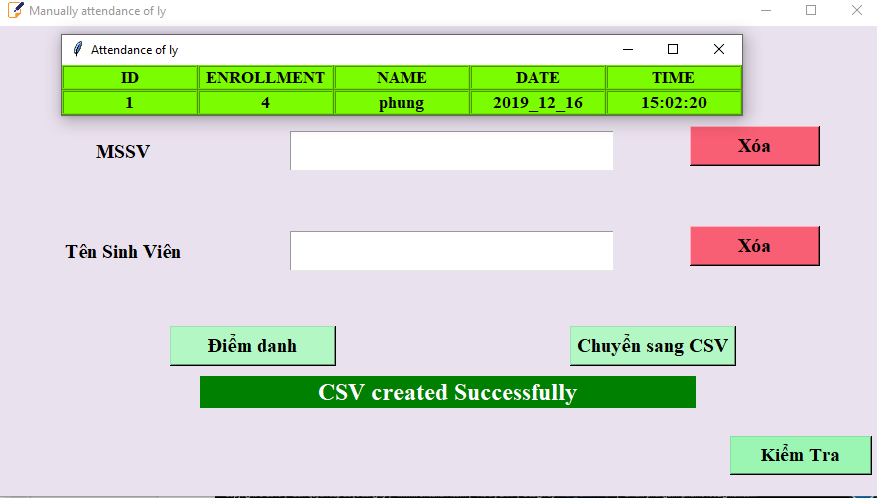 Manually attendance of ly
Attendance of ly
ID ENROLLMENT NAME DATE TIME
1 4 phung 2019_12_16 15:02:20
MSSV Xóa
Tên Sinh Viên Xóa
Điểm danh Chuyển sang CSV
CSV created Successfully
Kiểm Tra